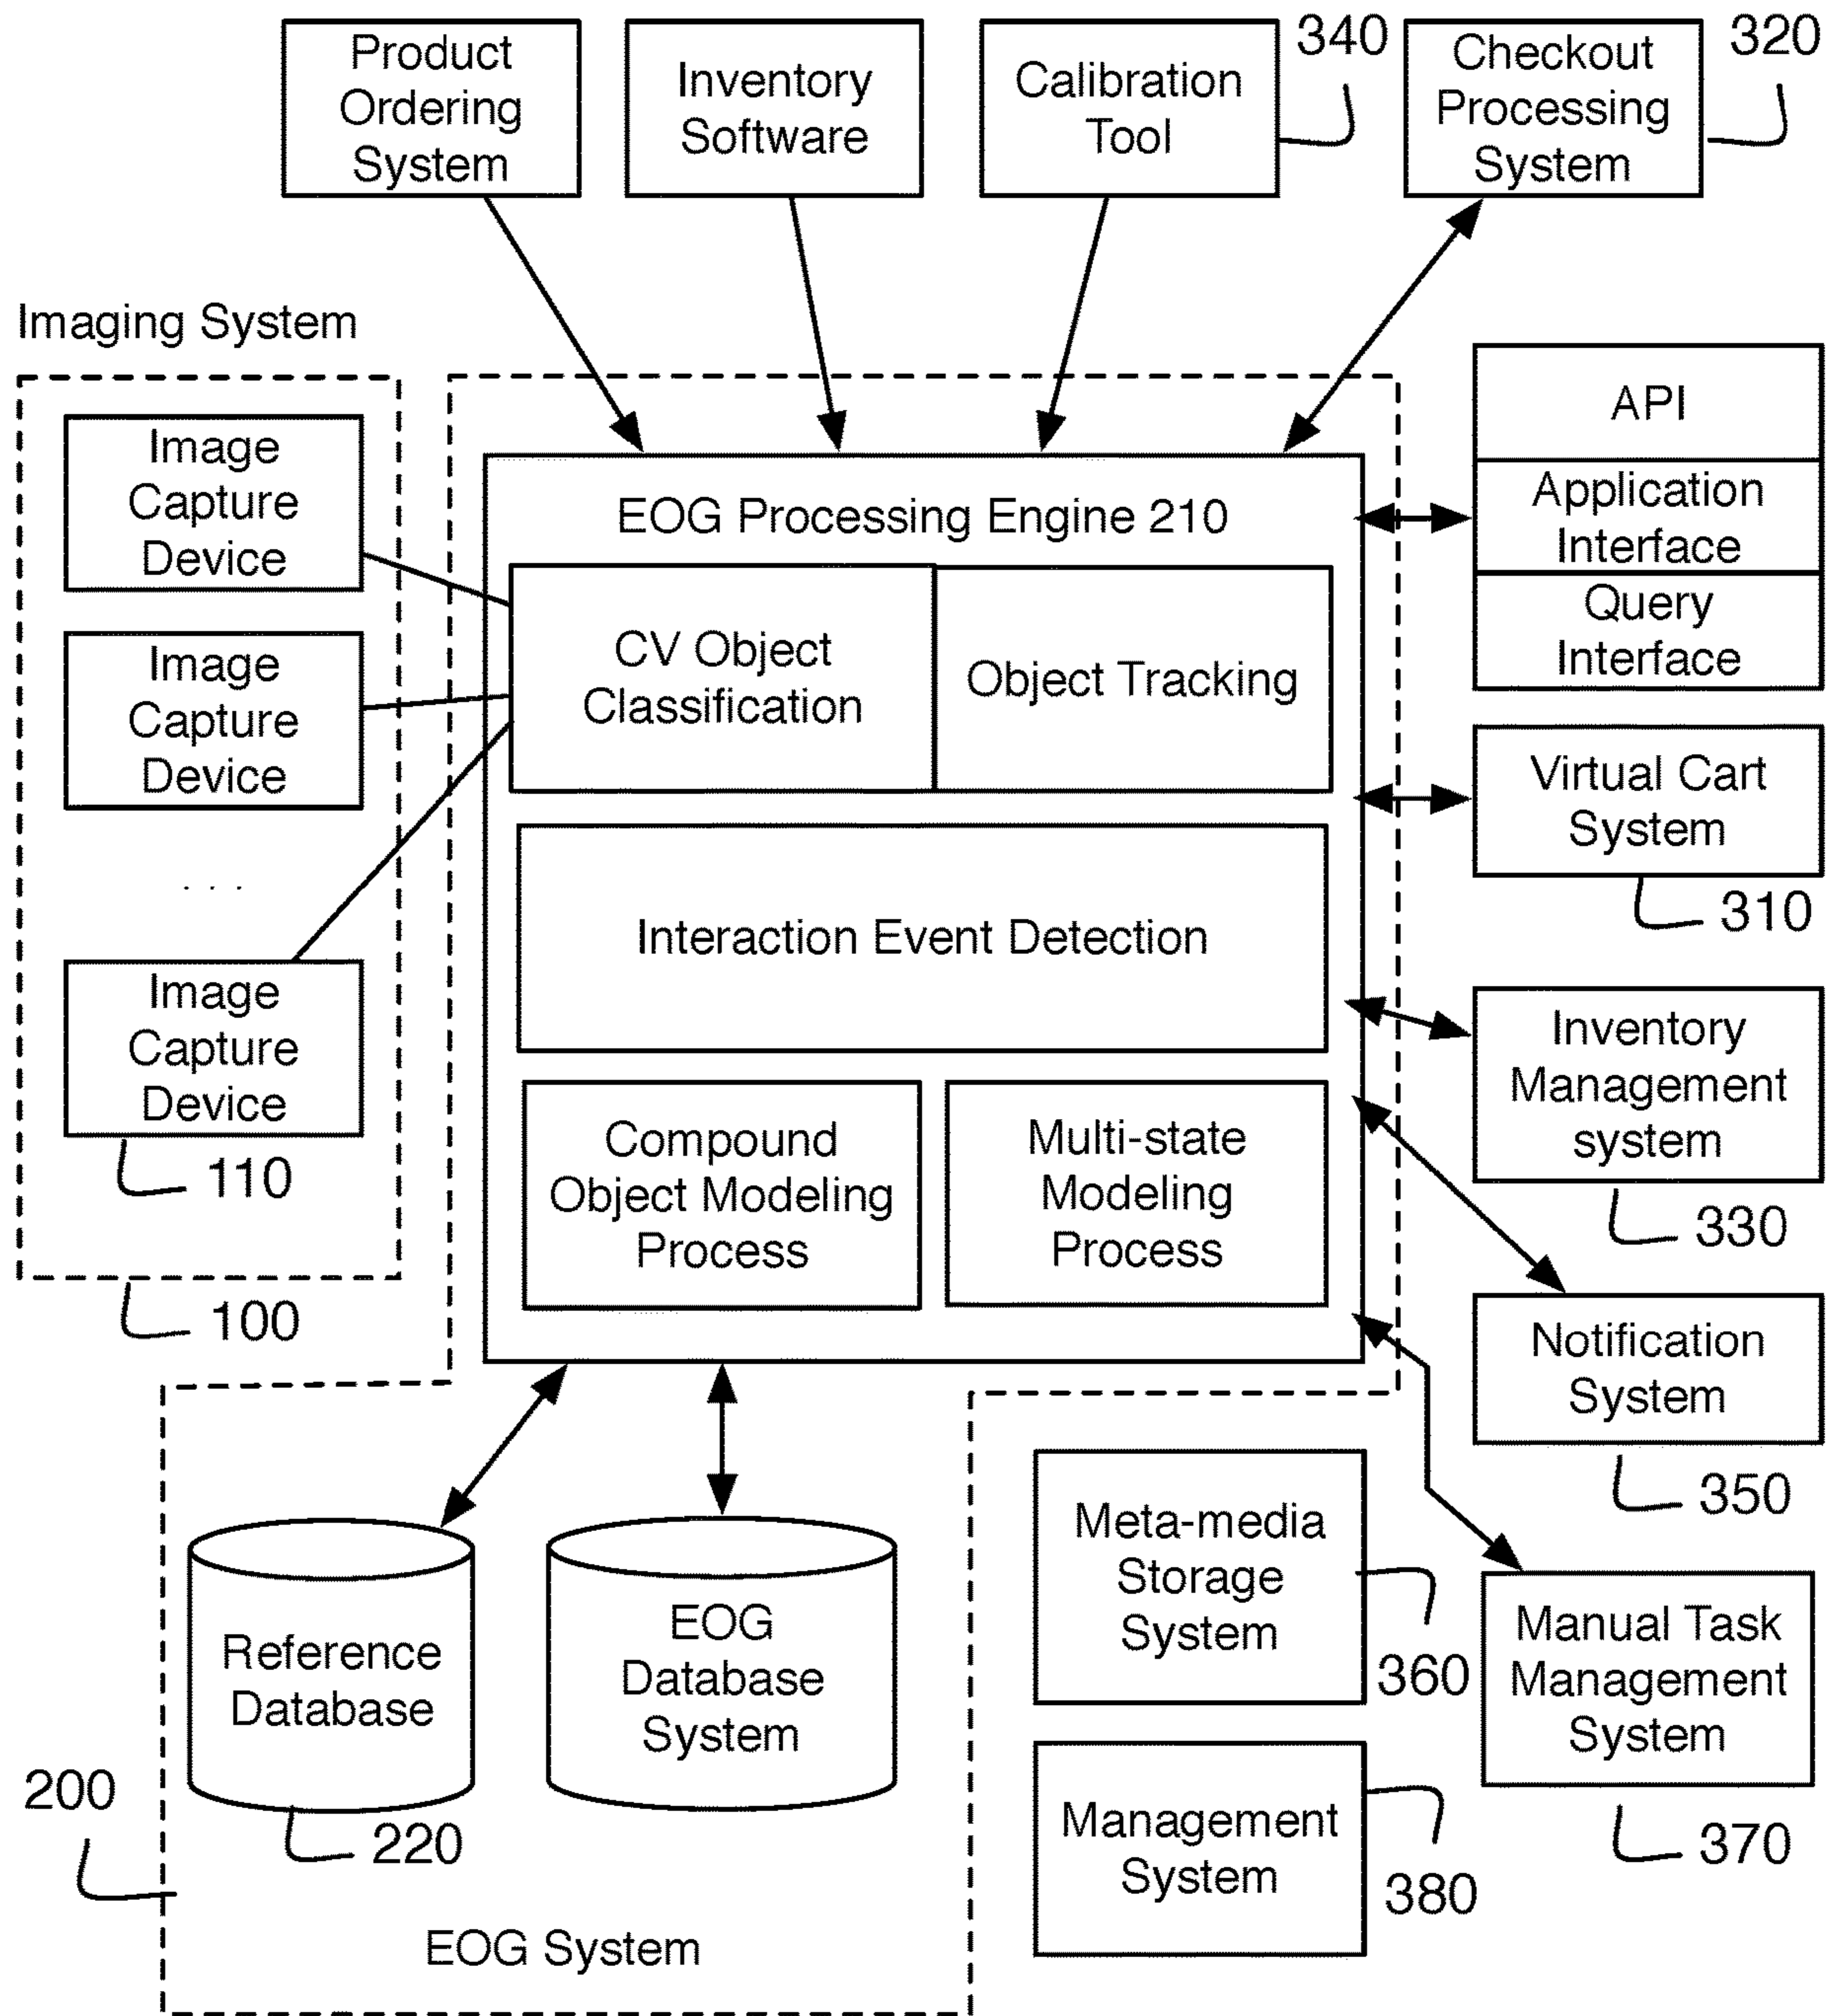 Product
Ordering
System
Inventory
Software
Calibration
Tool
340
Checkout
Processing
System
320
Imaging System
Image
Capture
Device
Image
Capture
Device
. . .
Image
Capture
Device
110
100
EOG Processing Engine 210
CV Object
Classification
Object Tracking
Interaction Event Detection
Compound
Object Modeling
Process
Multi-state
Modeling
Process
API
Application
Interface
Query
Interface
Virtual Cart
System
310
Inventory
Management
system
330
Notification
System
350
Reference
Database
220
EOG
Database
System
200
EOG System
Meta-media
Storage
System
360
Management
System
380
Manual Task
Management
System
370